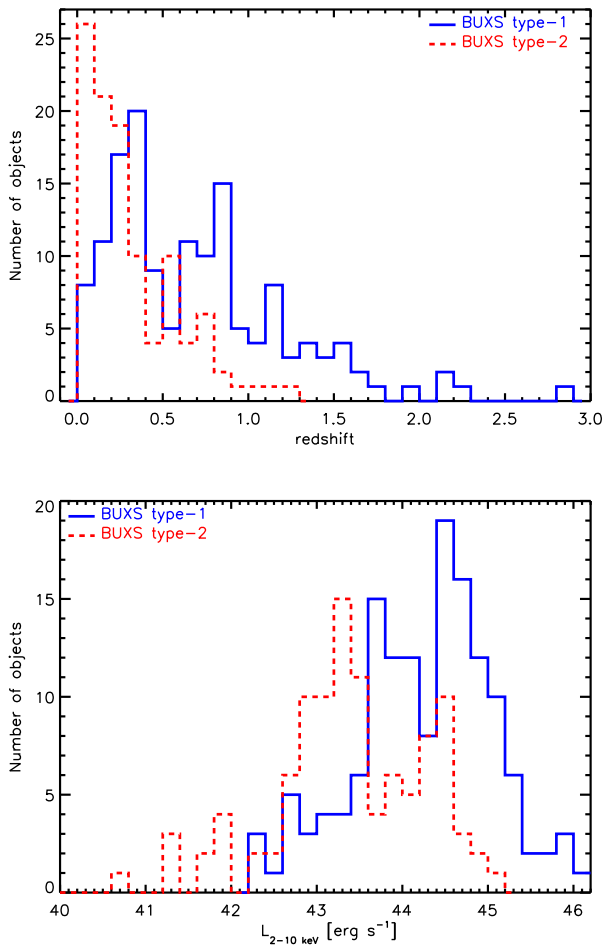 25
20
15
10
5
0
Number of objects
BUXS type-1
BUXS type-2
0.0 0.5 1.0 1.5 2.0 2.5 3.0
redshift
20
15
10
5
0
Number of objects
BUXS type-1
BUXS type-2
40 41 42 43 44 45 46
L2-10 keV [erg s⁻¹]